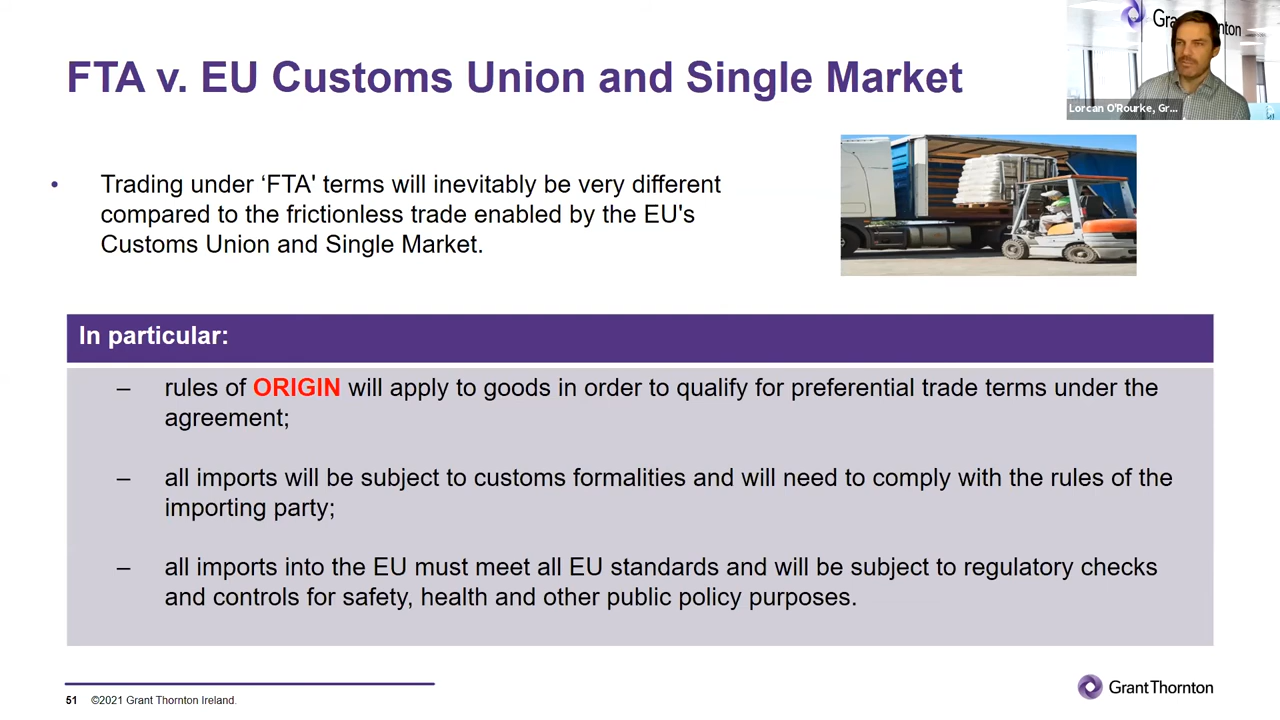 FTA v. EU Customs Union and Single Market
Lorcan O'Rourke, Gr...
• Trading under ‘FTA' terms will inevitably be very different
compared to the frictionless trade enabled by the EU's
Customs Union and Single Market.
In particular:
– rules of ORIGIN will apply to goods in order to qualify for preferential trade terms under the
agreement;
– all imports will be subject to customs formalities and will need to comply with the rules of the
importing party;
– all imports into the EU must meet all EU standards and will be subject to regulatory checks
and controls for safety, health and other public policy purposes.
51 ©2021 Grant Thornton Ireland.
GrantThornton